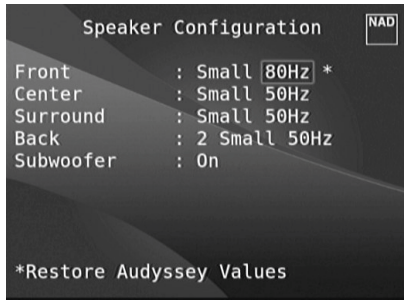 Speaker Configuration
NAD
Front : Small 80Hz *
Center : Small 50Hz
Surround : Small 50Hz
Back : 2 Small 50Hz
Subwoofer : On
*Restore Audyssey Values